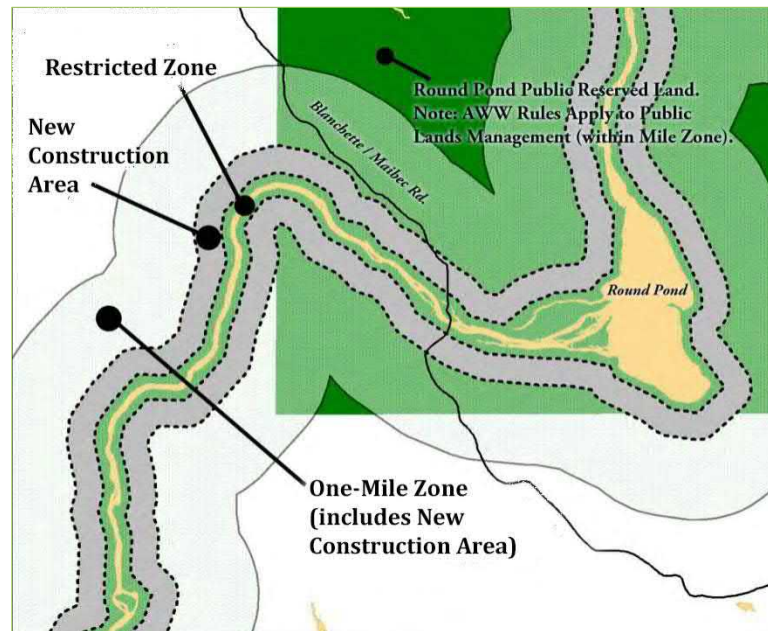 Restricted Zone
New
Construction
Area
Round Pond Public Reserved Land.
Note: AWW Rules Apply to Public
Lands Management (within Mile Zone).
Blanchette / Maibec Rd.
Round Pond
One-Mile Zone
(includes New
Construction Area)